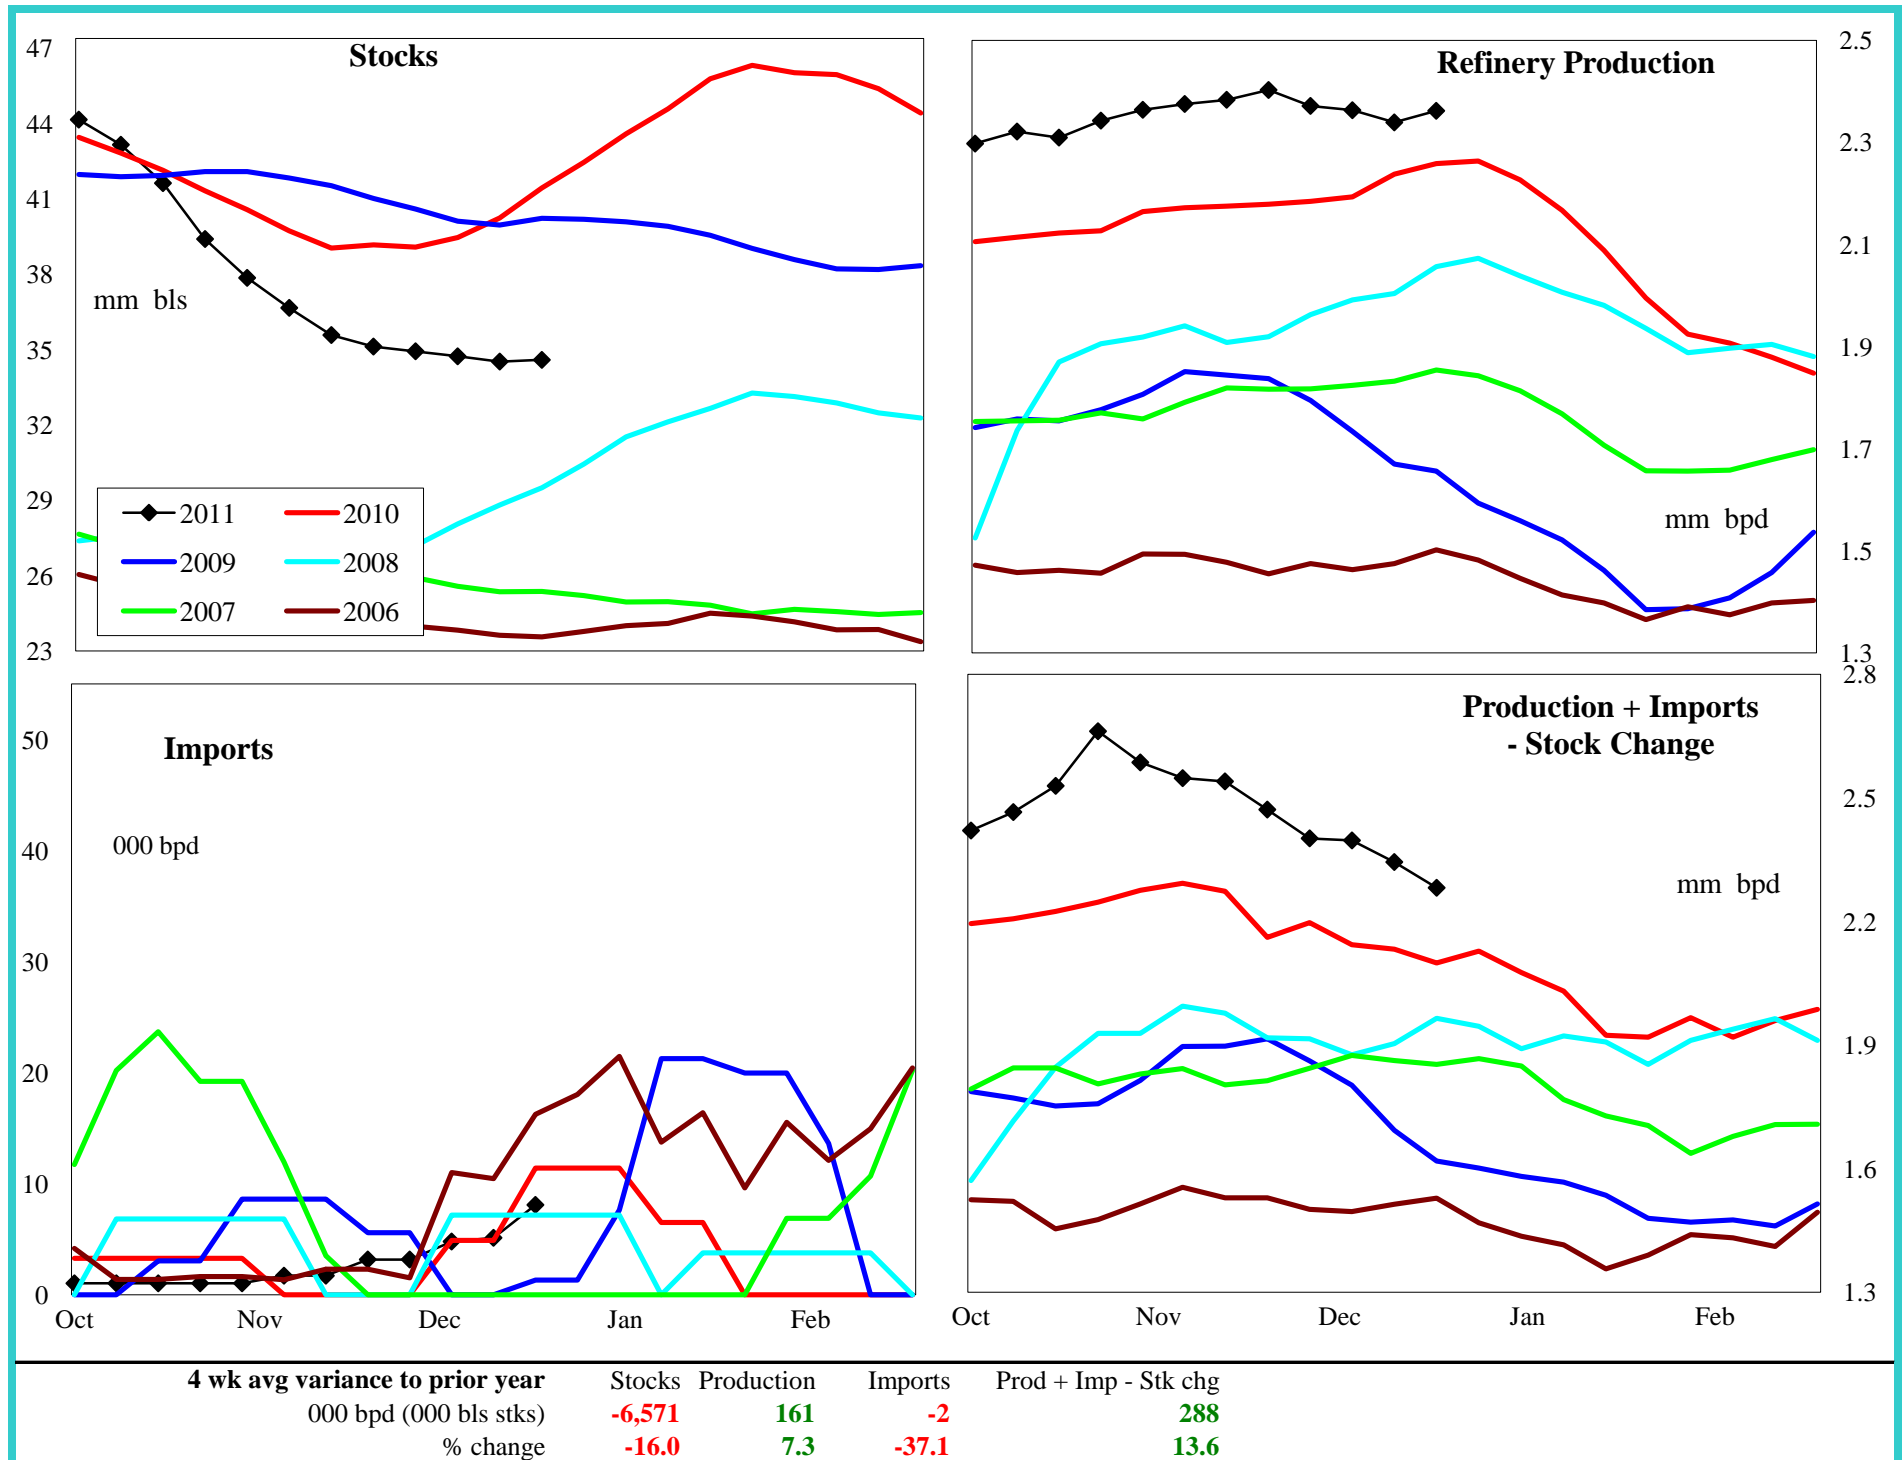 Stocks
47
44
41
38
35
32
29
26
23
mm bls
2011 2010
2009 2008
2007 2006
Refinery Production
2.5
2.3
2.1
1.9
1.7
1.5
1.3
mm bpd
Imports
50
40
30
20
10
0
000 bpd
Oct Nov Dec Jan Feb
Production + Imports
- Stock Change
2.8
2.5
2.2
1.9
1.6
1.3
mm bpd
Oct Nov Dec Jan Feb
4 wk avg variance to prior year Stocks Production Imports Prod + Imp - Stk chg
000 bpd (000 bls stks) -6,571 161 -2 288
% change -16.0 7.3 -37.1 13.6